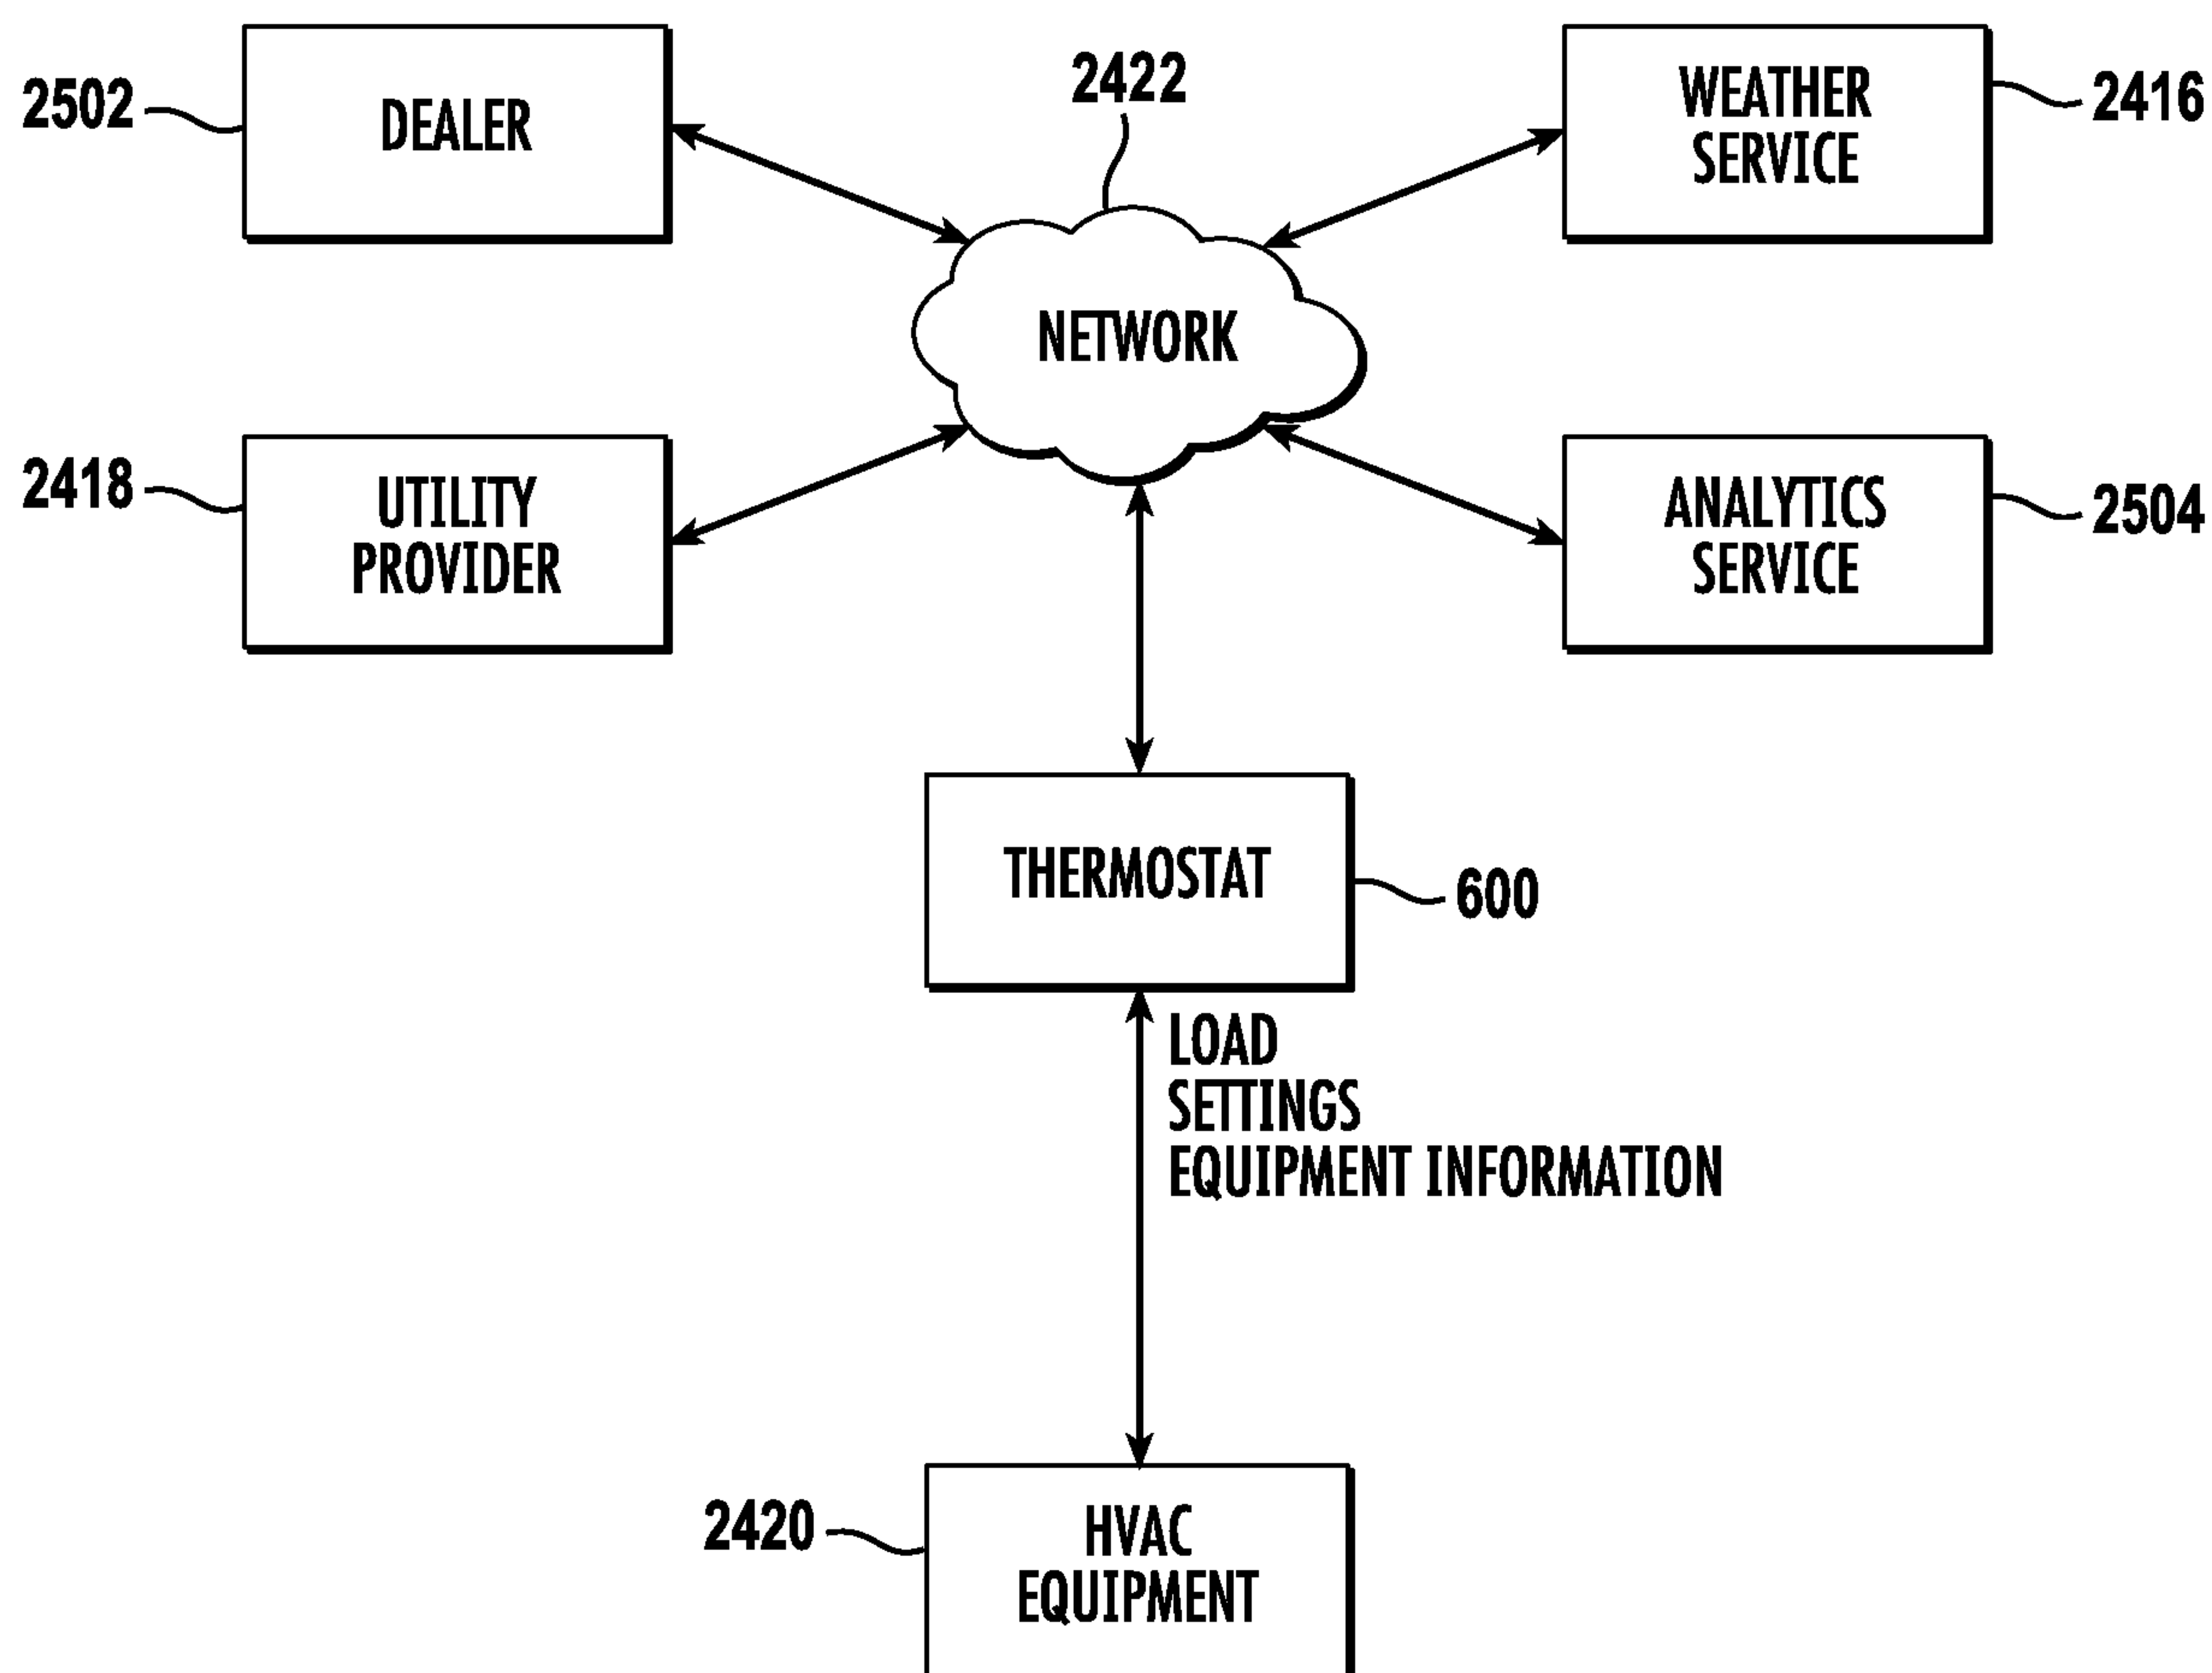 2502
DEALER
2422
WEATHER
SERVICE
2416
NETWORK
2418
UTILITY
PROVIDER
ANALYTICS
SERVICE
2504
THERMOSTAT
600
LOAD
SETTINGS
EQUIPMENT INFORMATION
2420
HVAC
EQUIPMENT